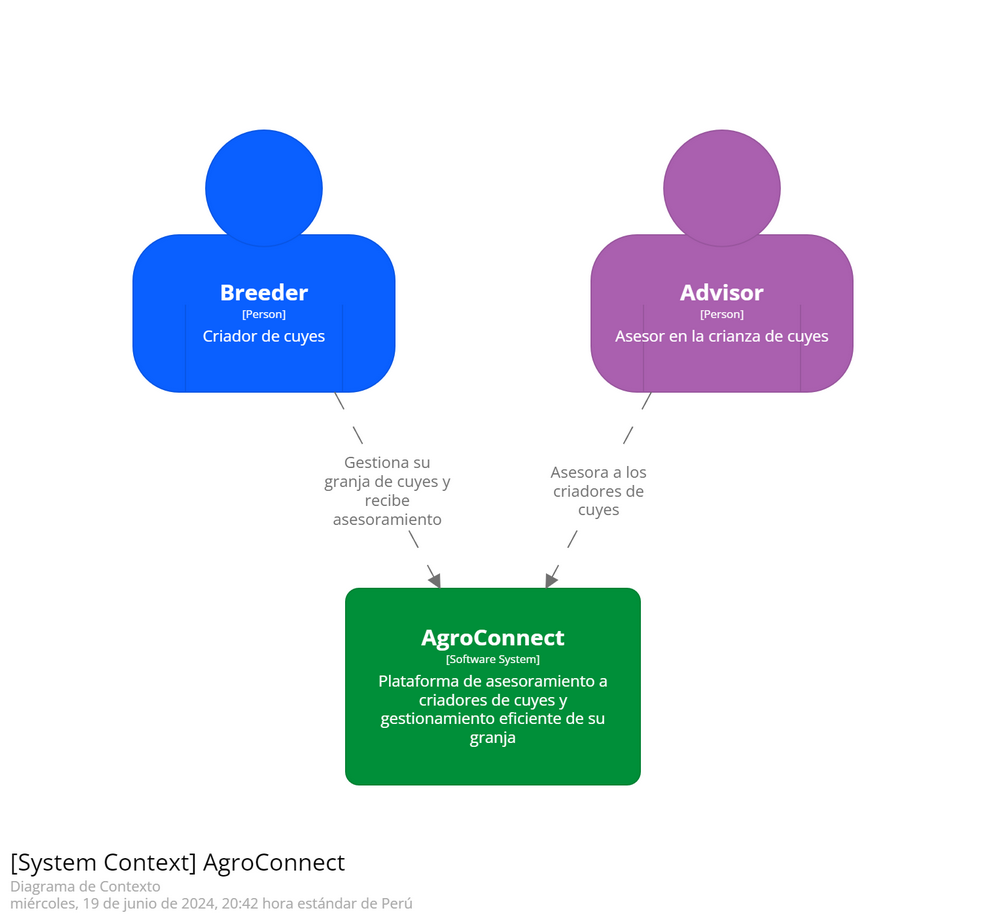 Breeder
[Person]
Criador de cuyes
Advisor
[Person]
Asesor en la crianza de cuyes
Gestiona su
granja de cuyes y
recibe
asesoramiento
Asesora a los
criadores de
cuyes
AgroConnect
[Software System]
Plataforma de asesoramiento a
criadores de cuyes y
gestionamiento eficiente de su
granja
[System Context] AgroConnect
Diagrama de Contexto
miércoles, 19 de junio de 2024, 20:42 hora estándar de Perú